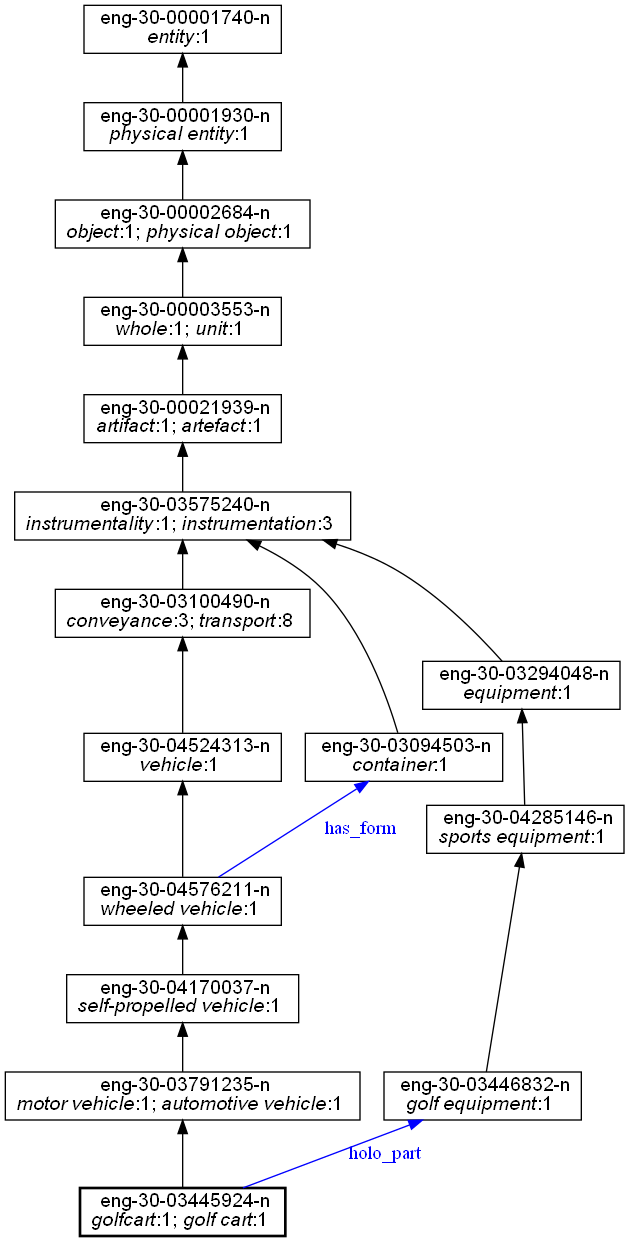 eng-30-00001740-n
entity:1
eng-30-00001930-n
physical entity:1
eng-30-00002684-n
object:1; physical object:1
eng-30-00003553-n
whole:1; unit:1
eng-30-00021939-n
artifact:1; artefact:1
eng-30-03575240-n
instrumentality:1; instrumentation:3
eng-30-03100490-n
conveyance:3; transport:8
eng-30-03294048-n
equipment:1
eng-30-04524313-n
vehicle:1
eng-30-03094503-n
container:1
has_form
eng-30-04285146-n
sports equipment:1
eng-30-04576211-n
wheeled vehicle:1
eng-30-04170037-n
self-propelled vehicle:1
eng-30-03791235-n
motor vehicle:1; automotive vehicle:1
eng-30-03446832-n
golf equipment:1
holo_part
eng-30-03445924-n
golfcart:1; golf cart:1